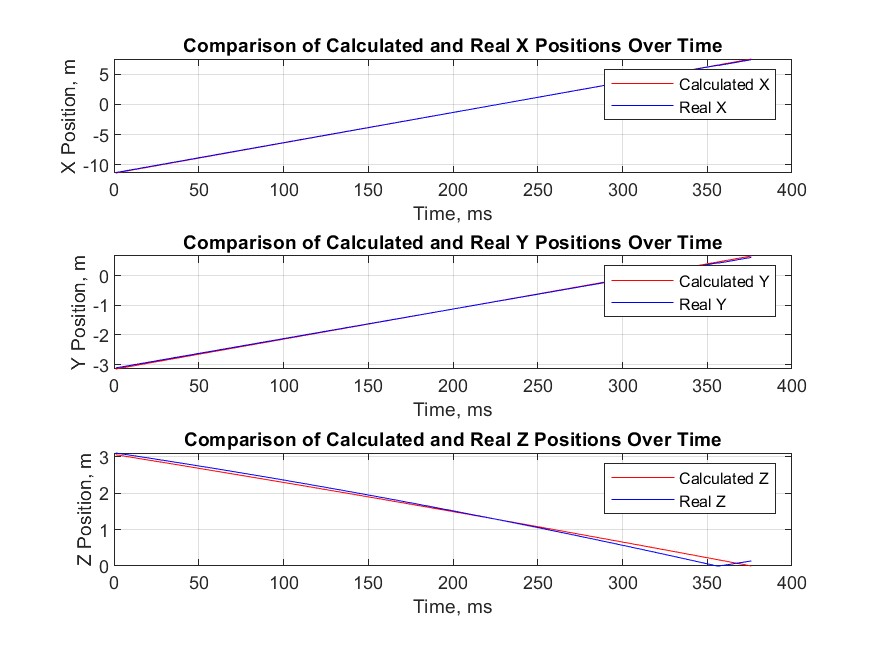 Comparison of Calculated and Real X Positions Over Time
X Position, m
5
0
-5
-10
Calculated X
Real X
0 50 100 150 200 250 300 350 400
Time, ms
Comparison of Calculated and Real Y Positions Over Time
Y Position, m
0
-1
-2
-3
Calculated Y
Real Y
0 50 100 150 200 250 300 350 400
Time, ms
Comparison of Calculated and Real Z Positions Over Time
Z Position, m
3
2
1
0
Calculated Z
Real Z
0 50 100 150 200 250 300 350 400
Time, ms